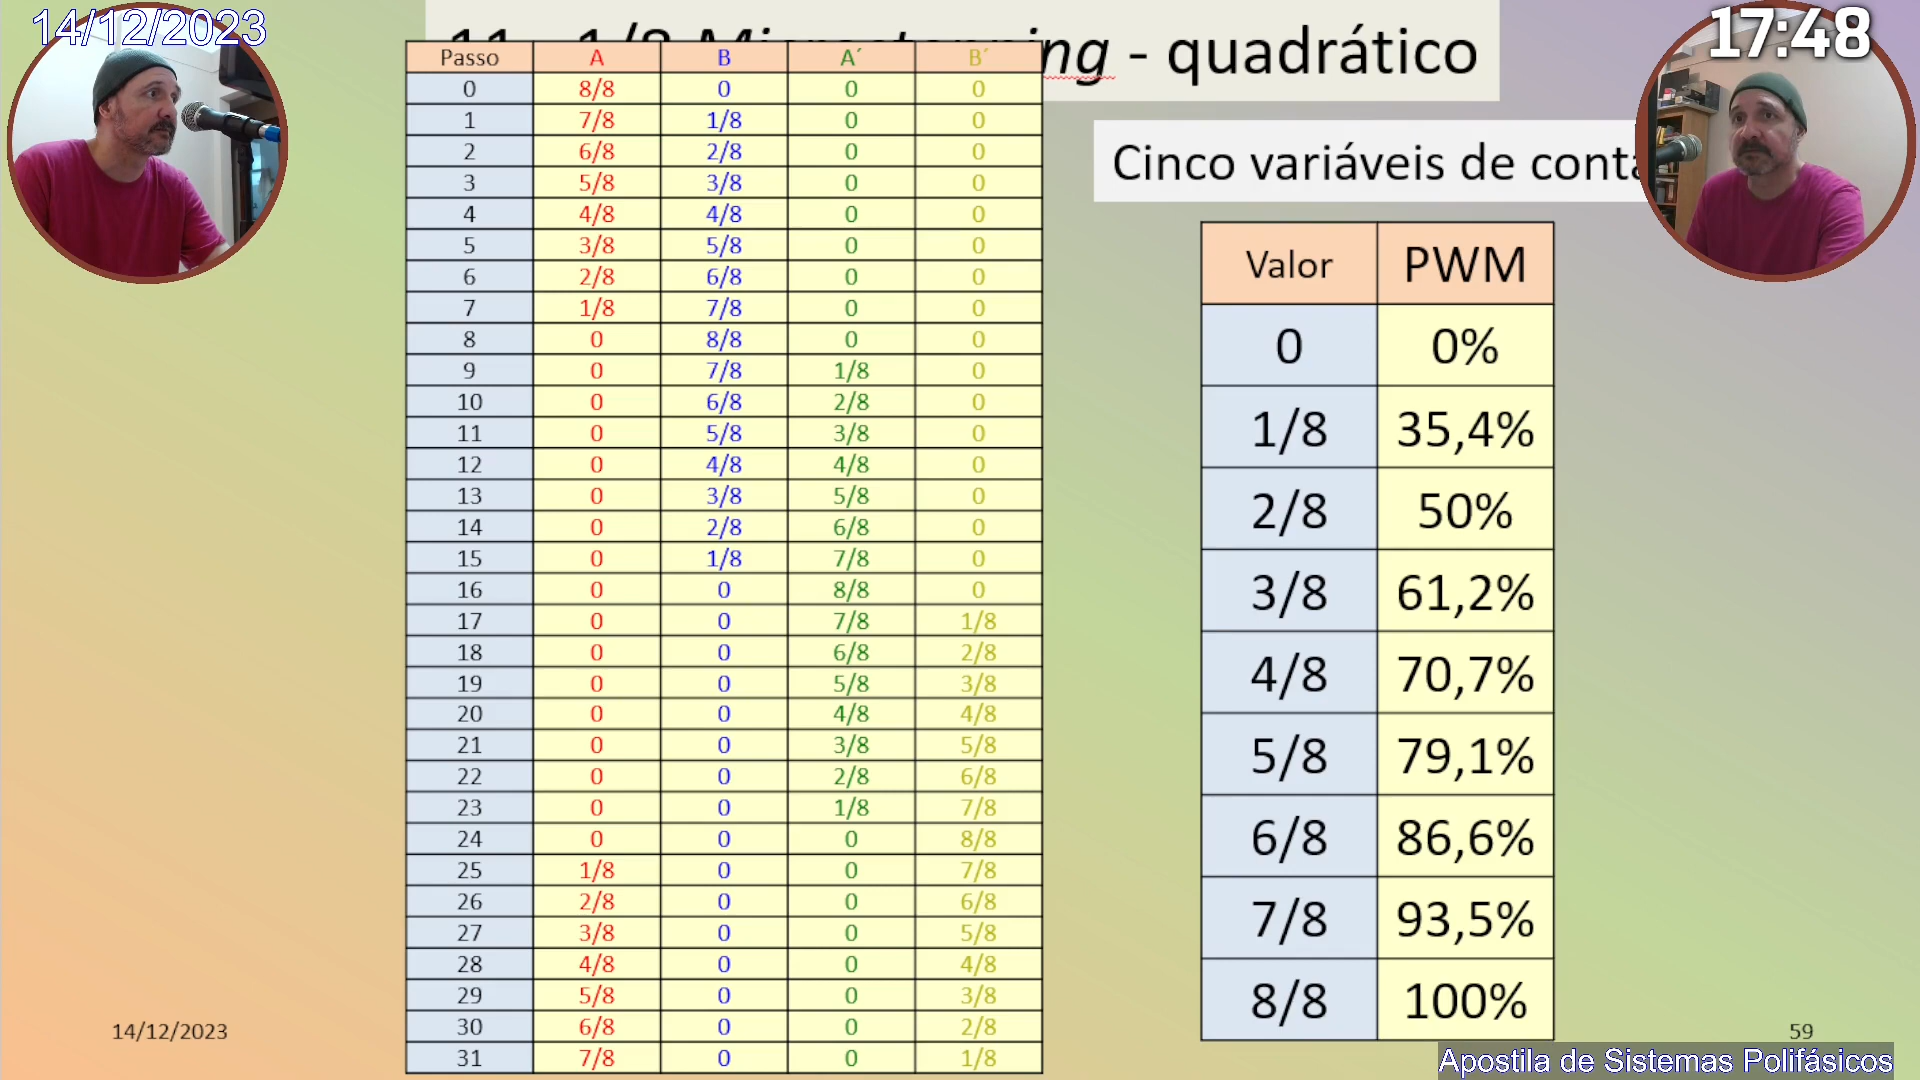 14/12/2023
17:48
- quadrático
Cinco variáveis de
Passo A B A´ B´
0 8/8 0 0 0
1 7/8 1/8 0 0
2 6/8 2/8 0 0
3 5/8 3/8 0 0
4 4/8 4/8 0 0
5 3/8 5/8 0 0
6 2/8 6/8 0 0
7 1/8 7/8 0 0
8 0 8/8 0 0
9 0 7/8 1/8 0
10 0 6/8 2/8 0
11 0 5/8 3/8 0
12 0 4/8 4/8 0
13 0 3/8 5/8 0
14 0 2/8 6/8 0
15 0 1/8 7/8 0
16 0 0 8/8 0
17 0 0 7/8 1/8
18 0 0 6/8 2/8
19 0 0 5/8 3/8
20 0 0 4/8 4/8
21 0 0 3/8 5/8
22 0 0 2/8 6/8
23 0 0 1/8 7/8
24 0 0 0 8/8
25 1/8 0 0 7/8
26 2/8 0 0 6/8
27 3/8 0 0 5/8
28 4/8 0 0 4/8
29 5/8 0 0 3/8
30 6/8 0 0 2/8
31 7/8 0 0 1/8
Valor PWM
0 0%
1/8 35,4%
2/8 50%
3/8 61,2%
4/8 70,7%
5/8 79,1%
6/8 86,6%
7/8 93,5%
8/8 100%
14/12/2023
59
Apostila de Sistemas Polifásicos